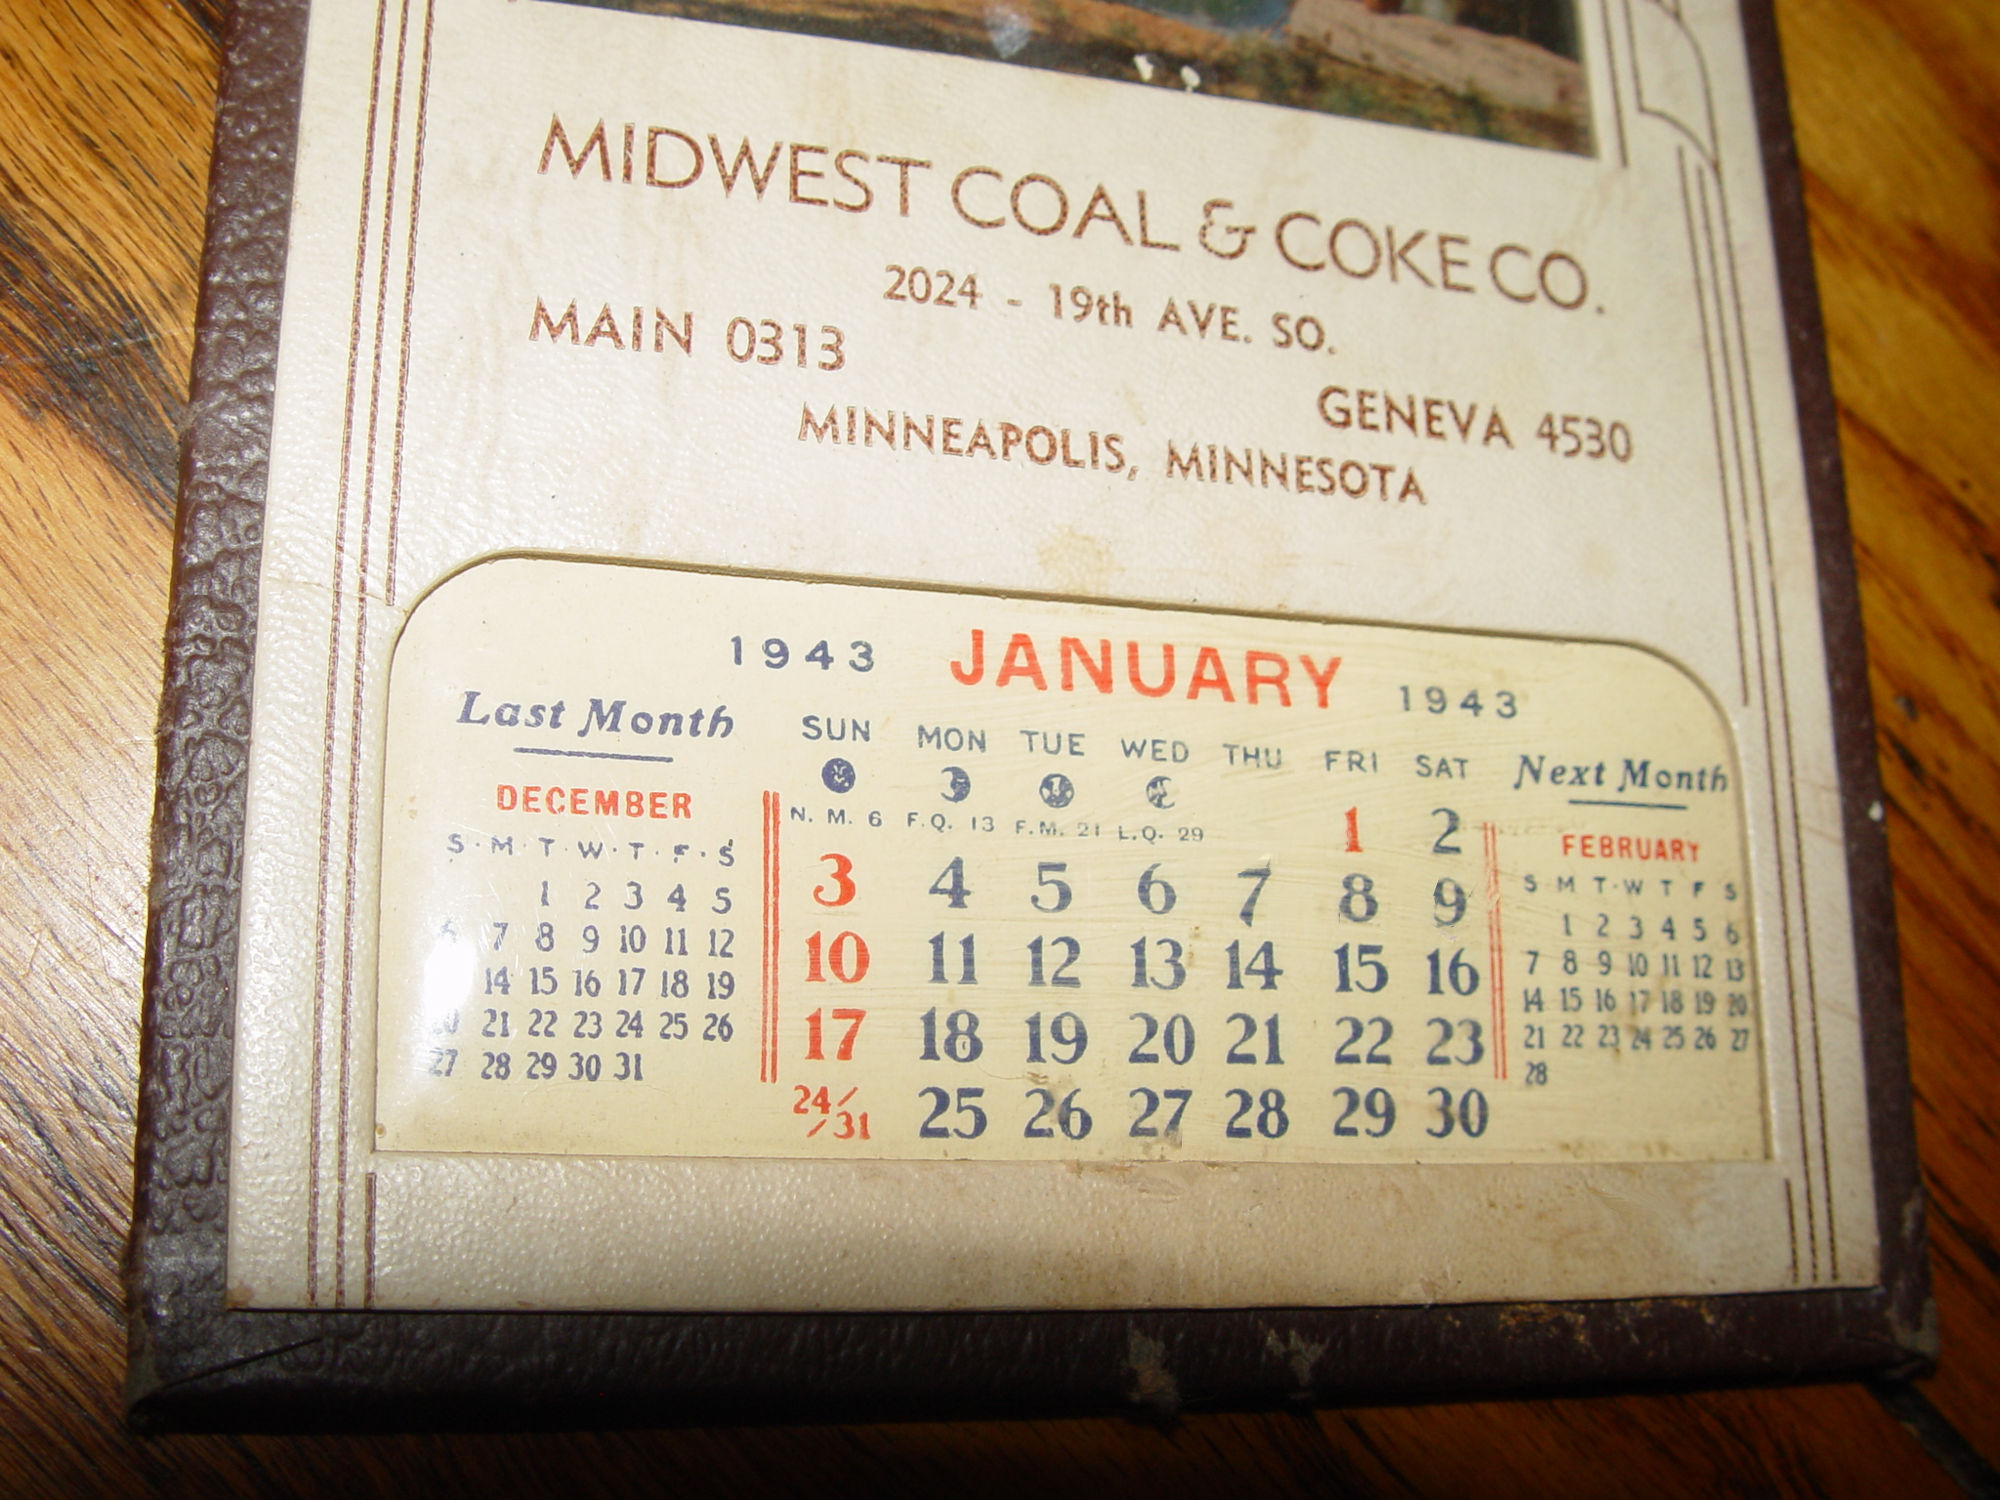 MIDWEST COAL & COKE CO.
2024 - 19th AVE. SO.
MAIN 0313
GENEVA 4530
MINNEAPOLIS, MINNESOTA
1943 JANUARY 1943
Last Month
DECEMBER
S·M·T·W·T·F·S
1 2 3 4 5
6 7 8 9 10 11 12
14 15 16 17 18 19
20 21 22 23 24 25 26
27 28 29 30 31
SUN MON TUE WED THU FRI SAT
N. M. 6 F.Q. 13 F.M. 21 L.Q. 29
1 2
3 4 5 6 7 8 9
10 11 12 13 14 15 16
17 18 19 20 21 22 23
24/31 25 26 27 28 29 30
Next Month
FEBRUARY
S M T·W T F S
1 2 3 4 5 6
7 8 9 10 11 12 13
14 15 16 17 18 19 20
21 22 23 24 25 26 27
28